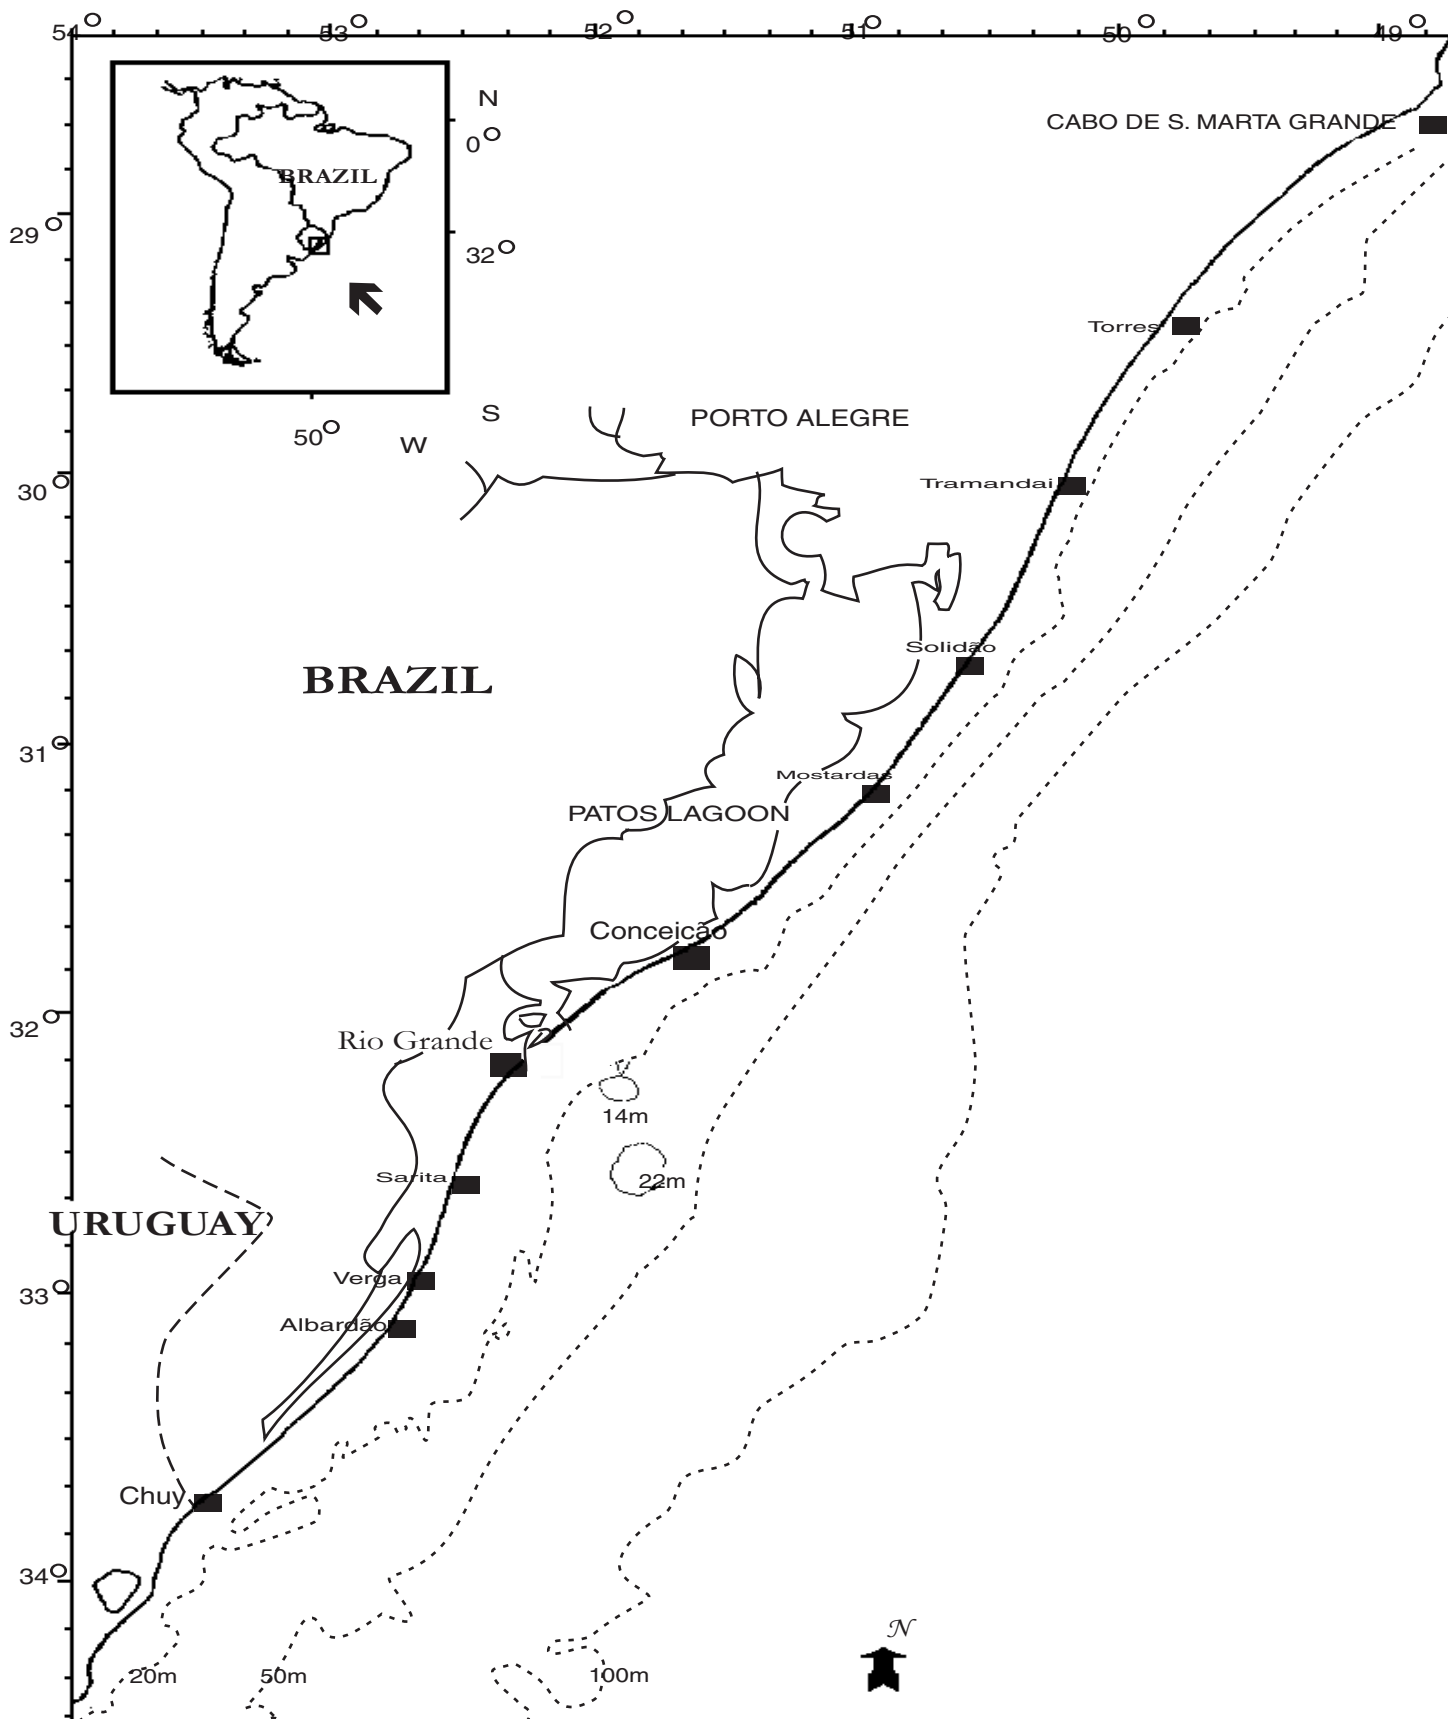 54° 53° 52° 51° 50° 49°
N
CABO DE S. MARTA GRANDE
0°
BRAZIL
29°
32°
Torres
S
PORTO ALEGRE
50°
W
30°
Tramandai
Solidão
BRAZIL
31°
Mostardas
PATOS LAGOON
Conceicão
32°
Rio Grande
14m
Sarita
22m
URUGUAY
Verga
33°
Albardão
Chuy
34°
N
20m 50m 100m